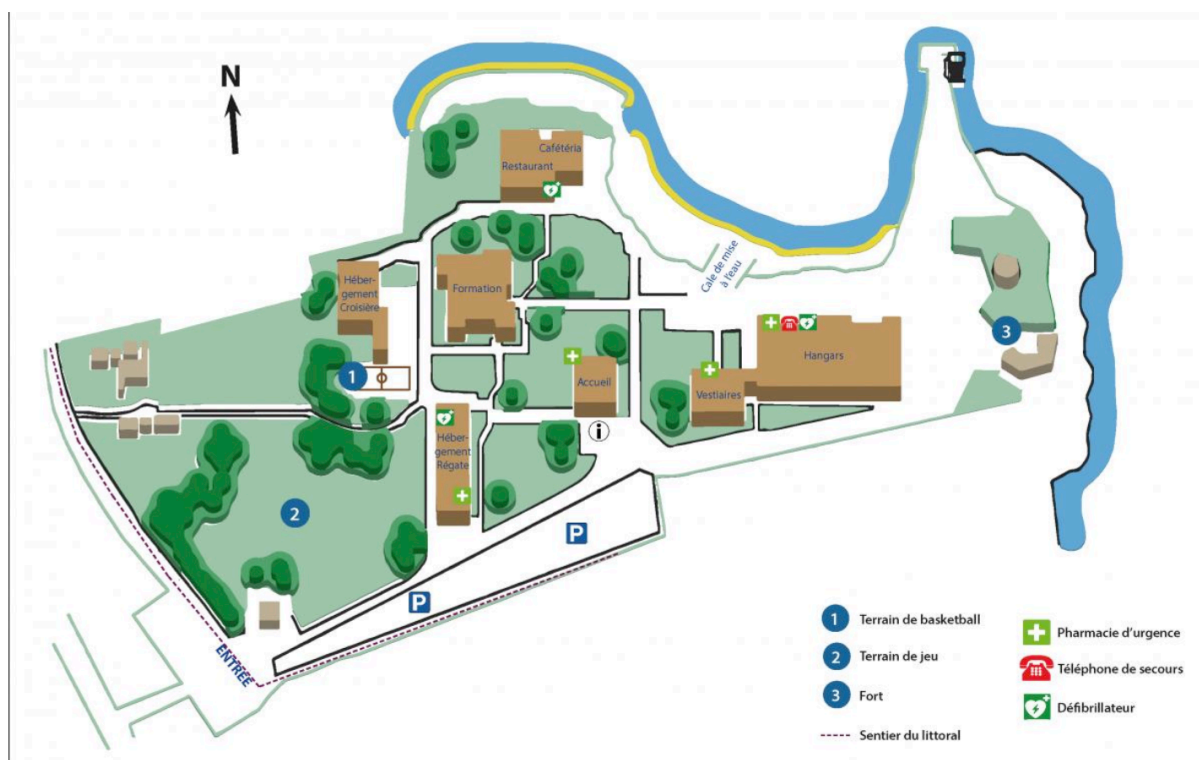 N
Cafétéria
Restaurant
Cale de mise
à l'eau
Héber-
gement
Croisière
Formation
Hangars
3
1
Accueil
Vestiaires
i
Héber-
gement
Régate
2
P
P
ENTRÉE
1 Terrain de basketball
2 Terrain de jeu
3 Fort
Sentier du littoral
Pharmacie d'urgence
Téléphone de secours
Défibrillateur